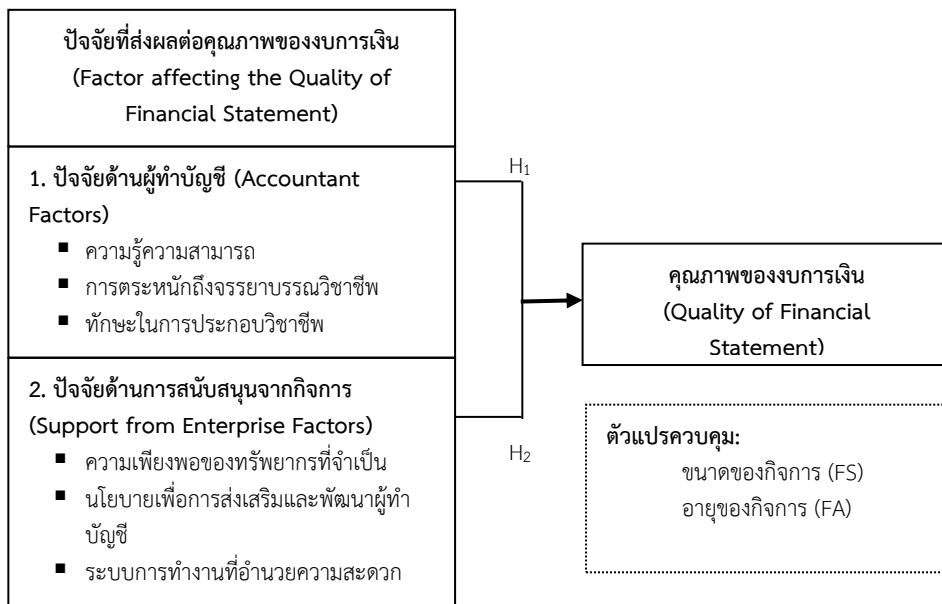 ปัจจัยที่ส่งผลต่อคุณภาพของงบการเงิน
(Factor affecting the Quality of
Financial Statement)
1. ปัจจัยด้านผู้ทำบัญชี (Accountant
Factors)
▪ ความรู้ความสามารถ
▪ การตระหนักถึงจรรยาบรรณวิชาชีพ
▪ ทักษะในการประกอบวิชาชีพ
2. ปัจจัยด้านการสนับสนุนจากกิจการ
(Support from Enterprise Factors)
▪ ความเพียงพอของทรัพยากรที่จำเป็น
▪ นโยบายเพื่อการส่งเสริมและพัฒนาผู้ทำ
บัญชี
▪ ระบบการทำงานที่อำนวยความสะดวก
H₁
H₂
คุณภาพของงบการเงิน
(Quality of Financial
Statement)
ตัวแปรควบคุม:
ขนาดของกิจการ (FS)
อายุของกิจการ (FA)